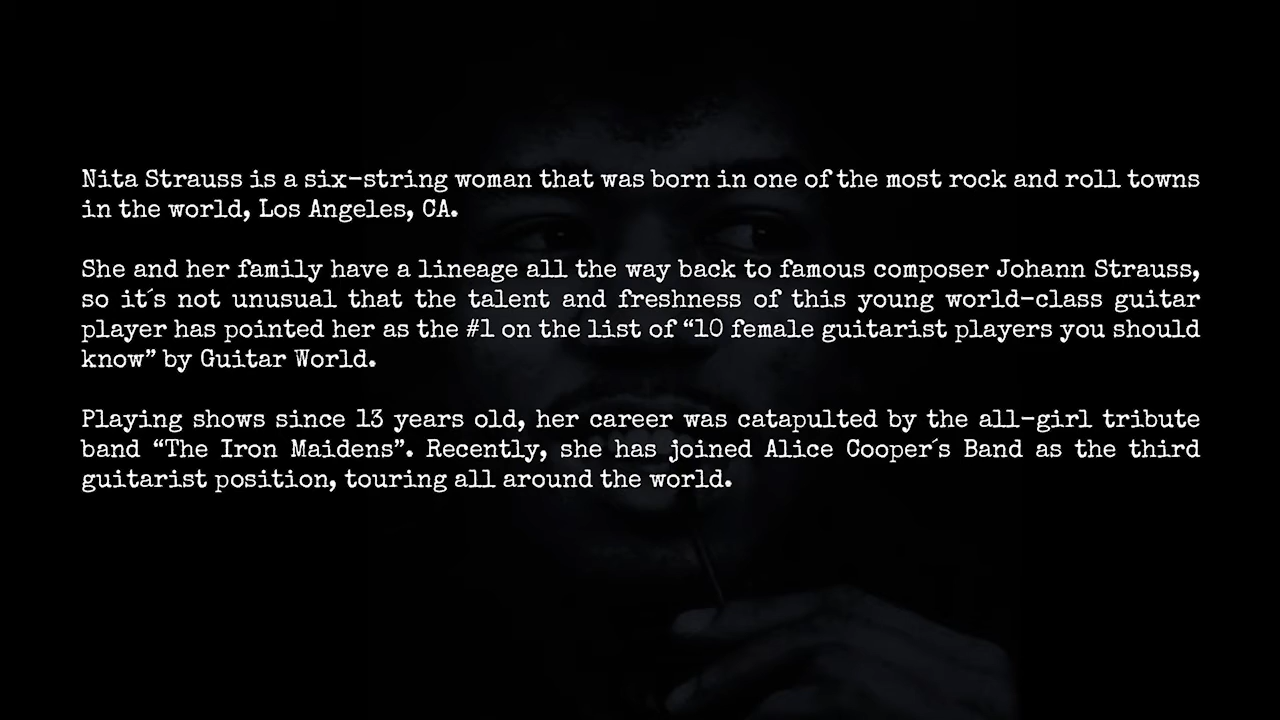 Nita Strauss is a six-string woman that was born in one of the most rock and roll towns
in the world, Los Angeles, CA.
She and her family have a lineage all the way back to famous composer Johann Strauss,
so it´s not unusual that the talent and freshness of this young world-class guitar
player has pointed her as the #1 on the list of “10 female guitarist players you should
know” by Guitar World.
Playing shows since 13 years old, her career was catapulted by the all-girl tribute
band “The Iron Maidens”. Recently, she has joined Alice Cooper´s Band as the third
guitarist position, touring all around the world.